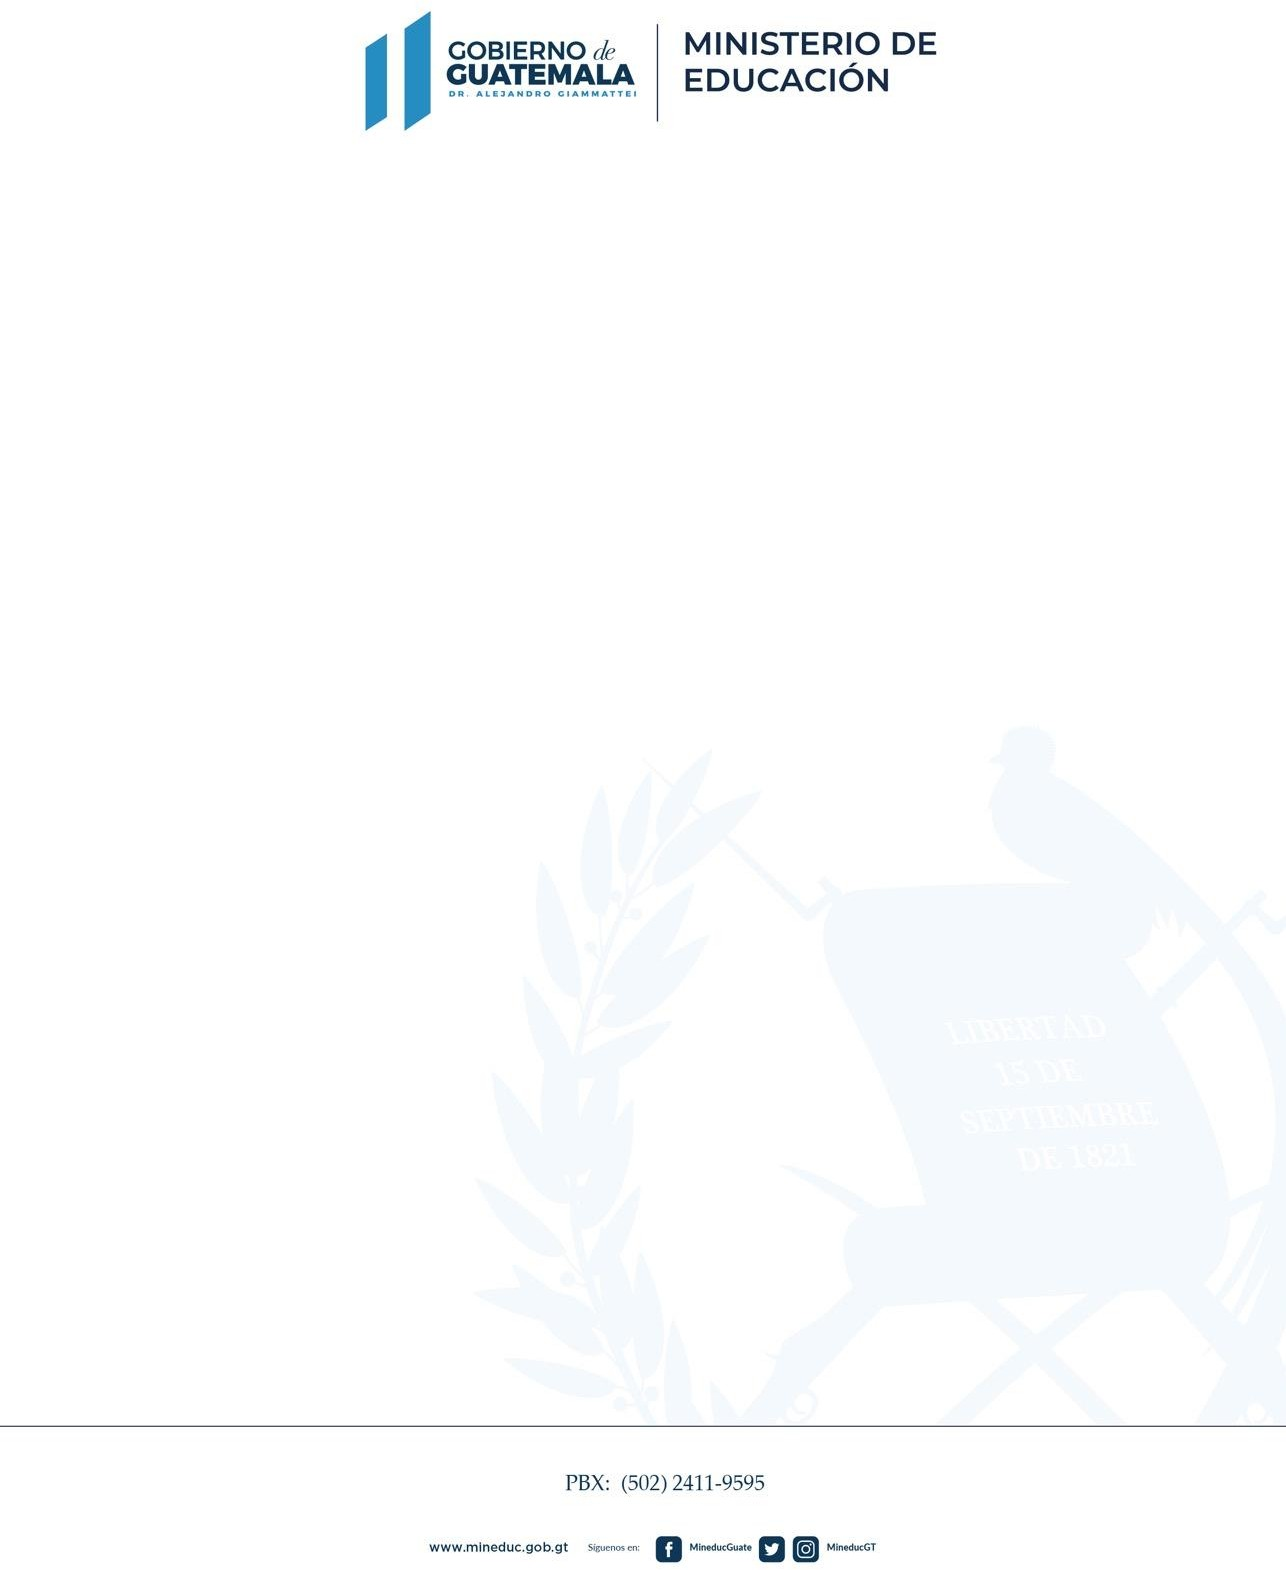 GOBIERNO de
GUATEMALA
DR. ALEJANDRO GIAMMATTEI
MINISTERIO DE
EDUCACIÓN
LIBERTAD
15 DE
SEPTIEMBRE
DE 1821
PBX: (502) 2411-9595
www.mineduc.gob.gt Síguenos en: MineducGuate MineducGT